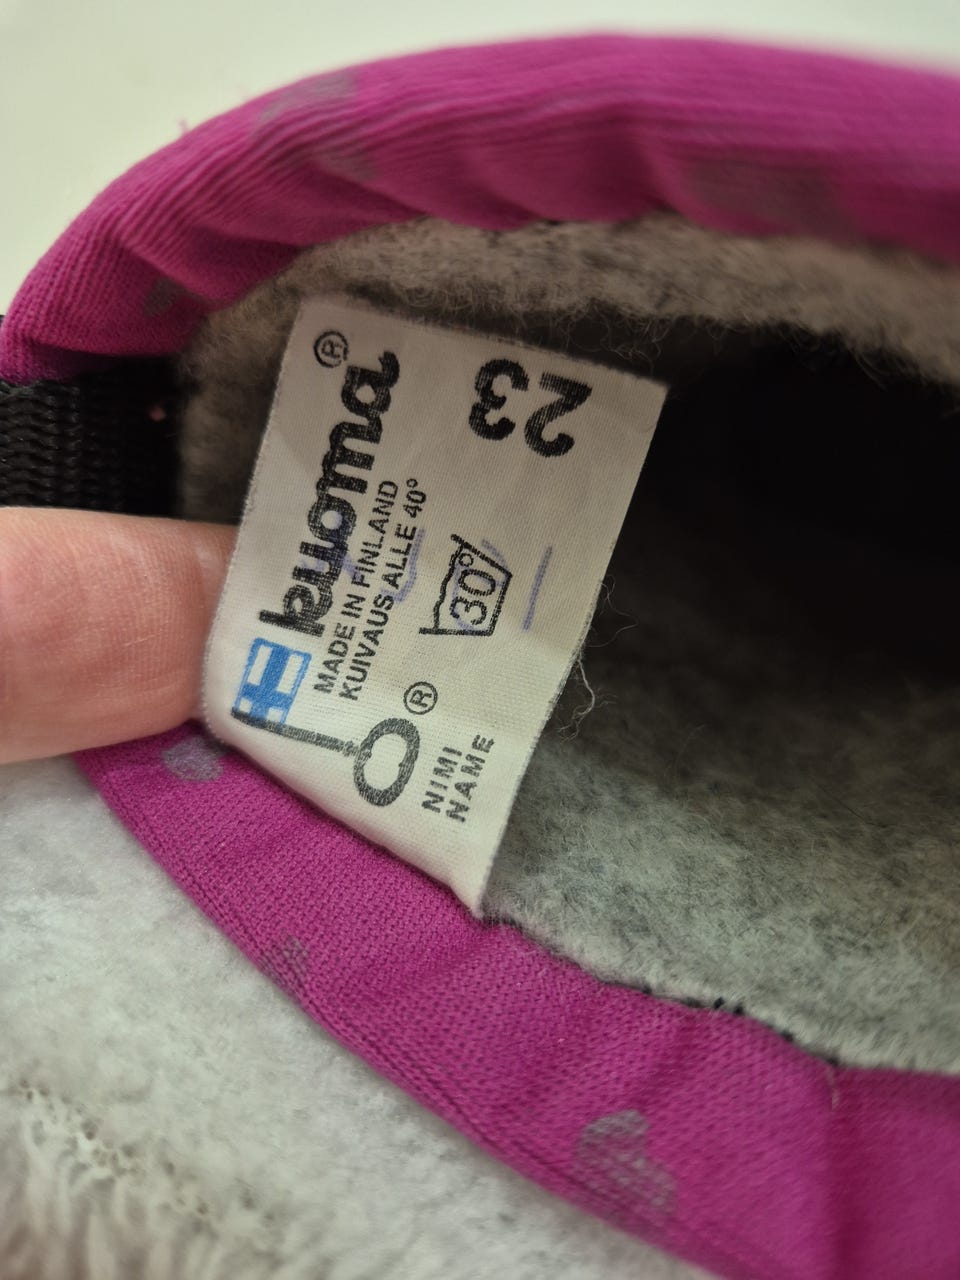 kuoma®
MADE IN FINLAND
KUIVAUS ALLE 40°
30°
23
®
NIMI
NAME